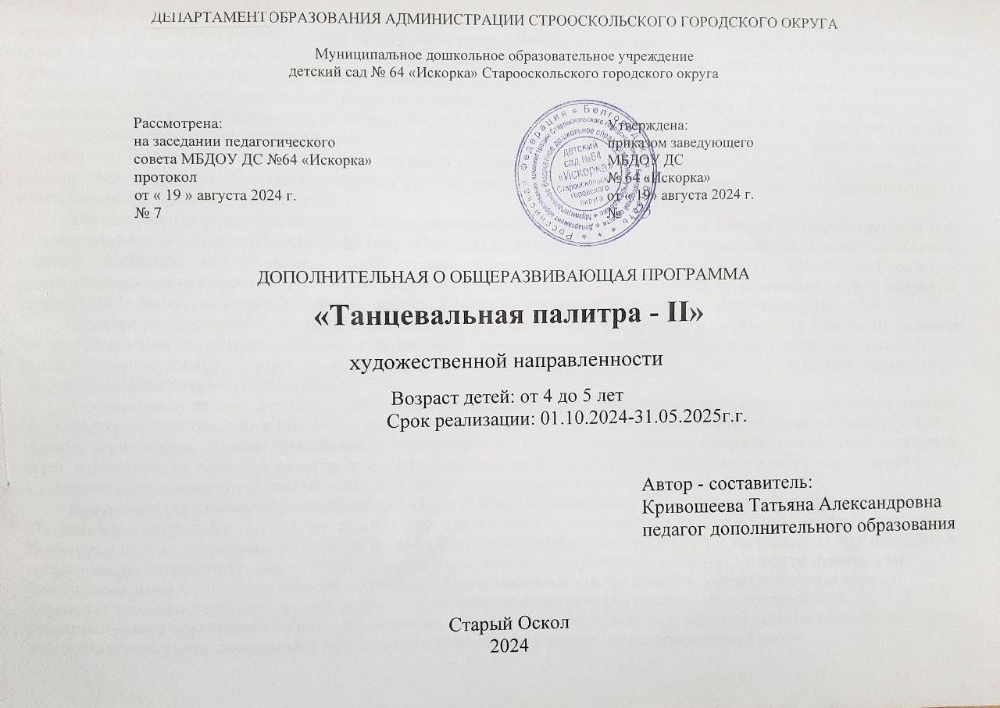 ДЕПАРТАМЕНТ ОБРАЗОВАНИЯ АДМИНИСТРАЦИИ СТРООСКОЛЬСКОГО ГОРОДСКОГО ОКРУГА
Муниципальное дошкольное образовательное учреждение
детский сад № 64 «Искорка» Старооскольского городского округа
Рассмотрена:
на заседании педагогического
совета МБДОУ ДС №64 «Искорка»
протокол
от « 19 » августа 2024 г.
№ 7
Утверждена:
приказом заведующего
МБДОУ ДС
№ 64 «Искорка»
от « 19» августа 2024 г.
№
Российская Федерация * Белгородская область * * *
детский
сад №64
«Искорка»
Старооскольского
городского
округа
ДОПОЛНИТЕЛЬНАЯ О ОБЩЕРАЗВИВАЮЩАЯ ПРОГРАММА
«Танцевальная палитра - II»
художественной направленности
Возраст детей: от 4 до 5 лет
Срок реализации: 01.10.2024-31.05.2025г.г.
Автор - составитель:
Кривошеева Татьяна Александровна
педагог дополнительного образования
Старый Оскол
2024